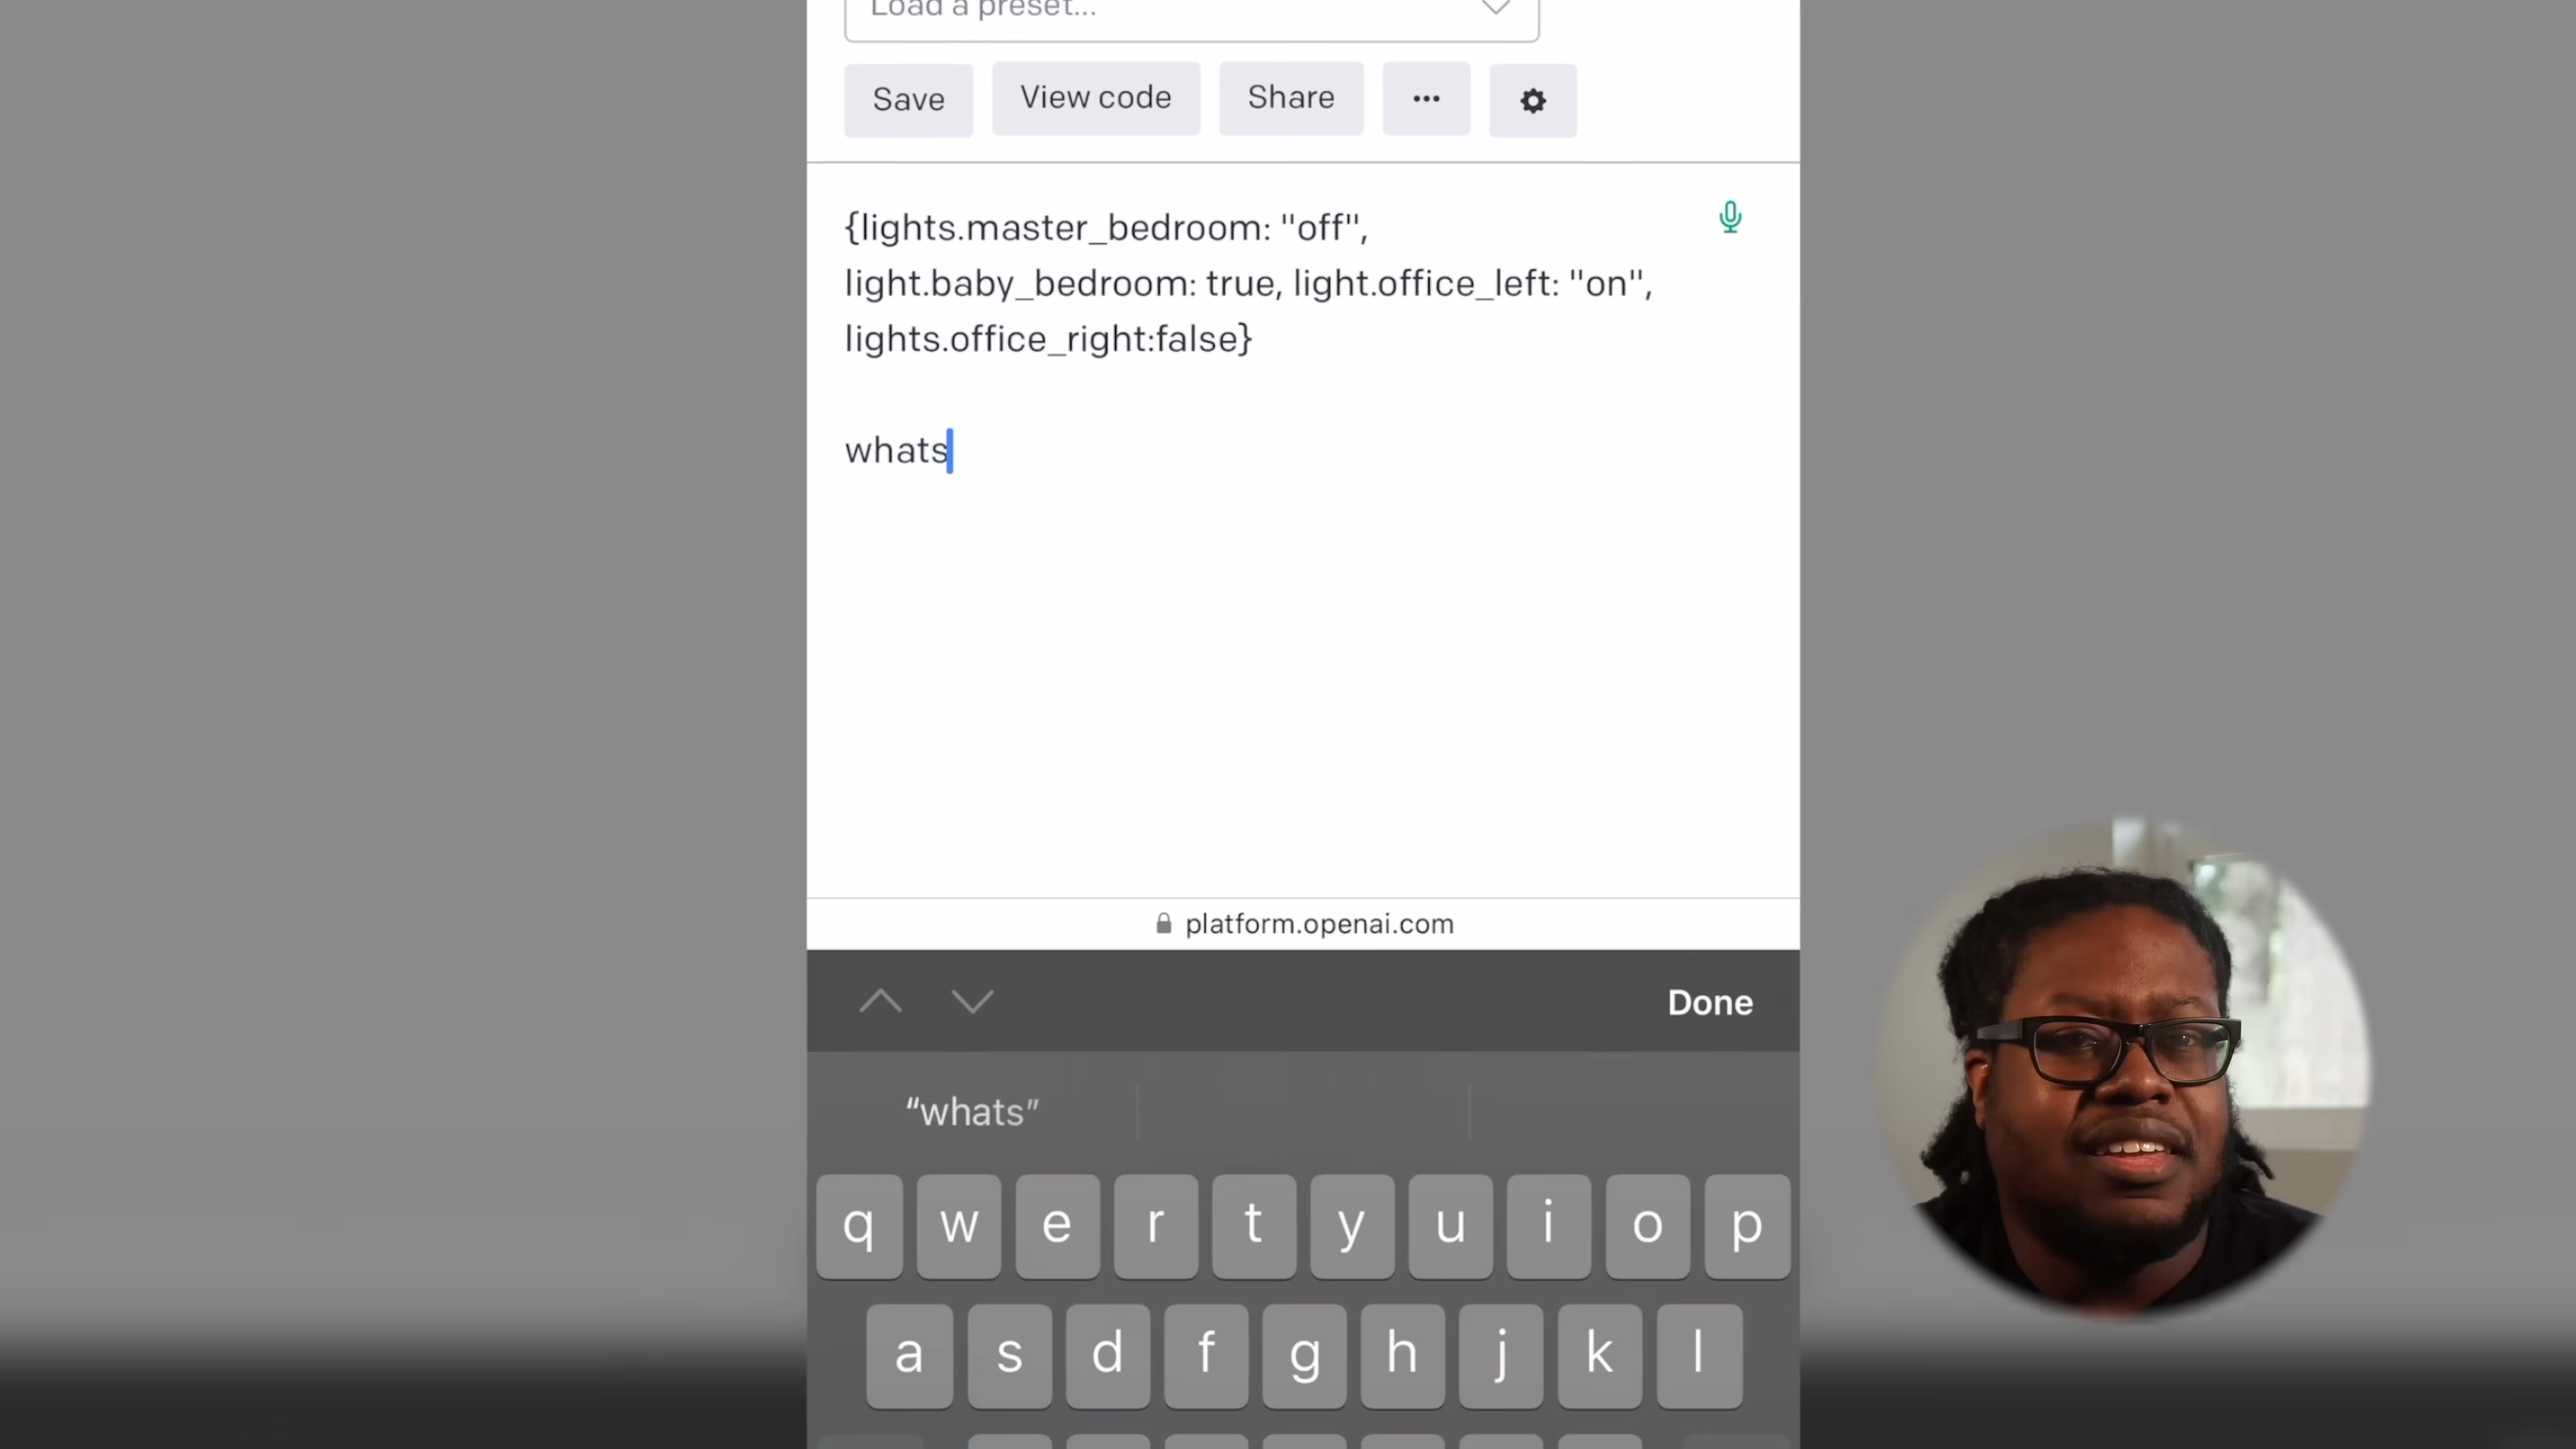 Load a preset...
Save View code Share ...
{lights.master_bedroom: "off",
light.baby_bedroom: true, light.office_left: "on",
lights.office_right:false}
whats
platform.openai.com
Done
“whats”
q w e r t y u i o p
a s d f g h j k l